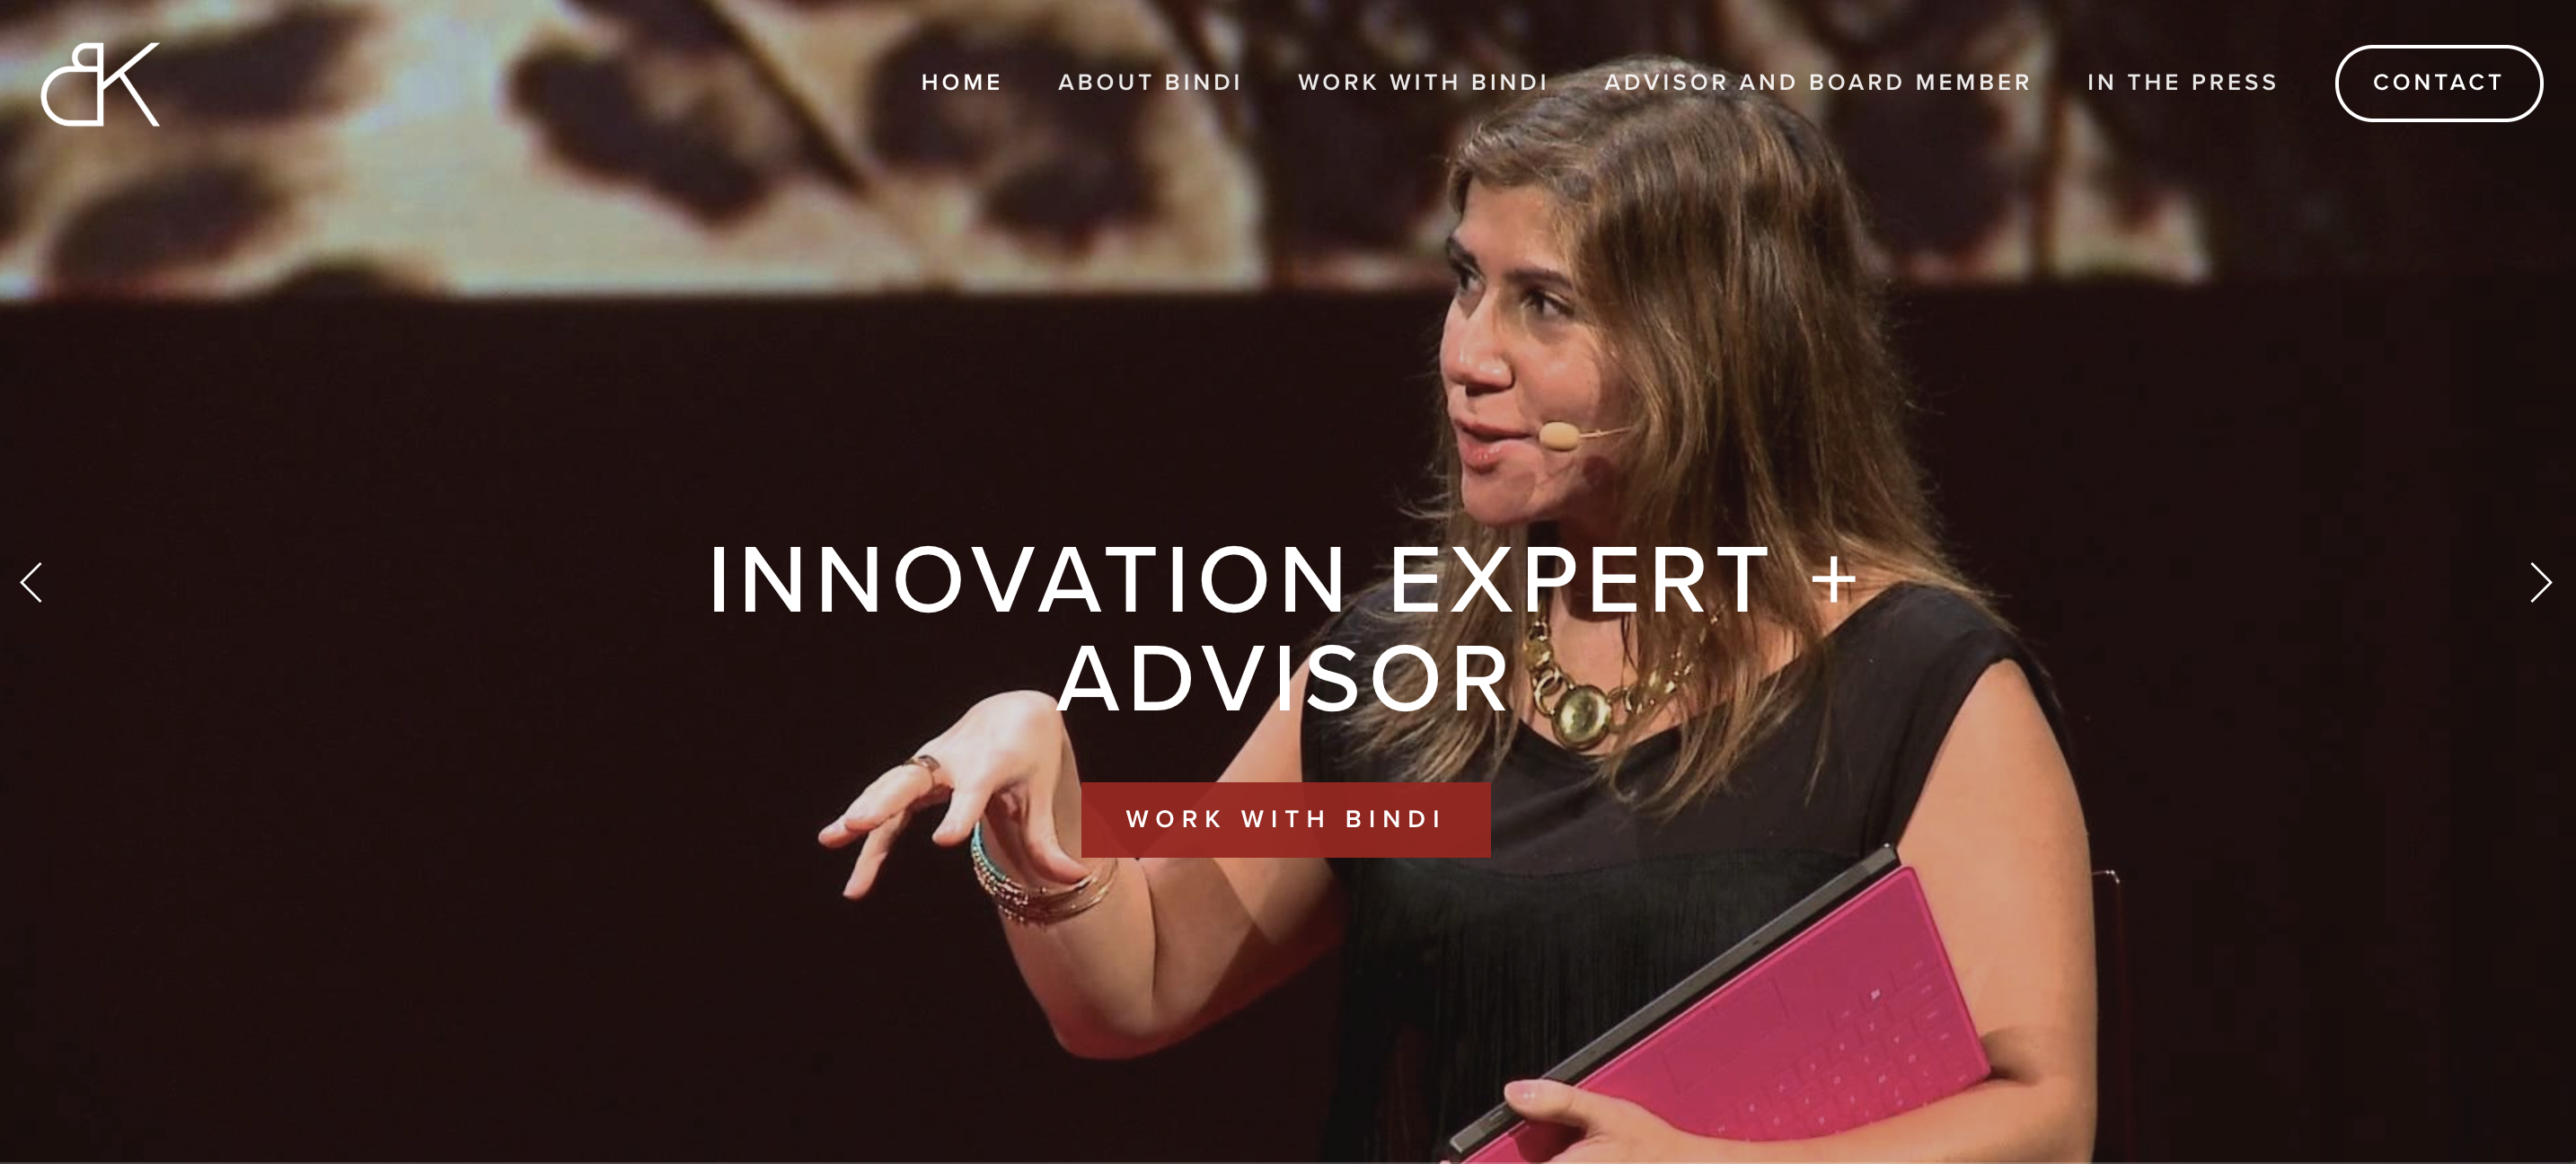 BK
HOME ABOUT BINDI WORK WITH BINDI ADVISOR AND BOARD MEMBER IN THE PRESS CONTACT
INNOVATION EXPERT +
ADVISOR
WORK WITH BINDI